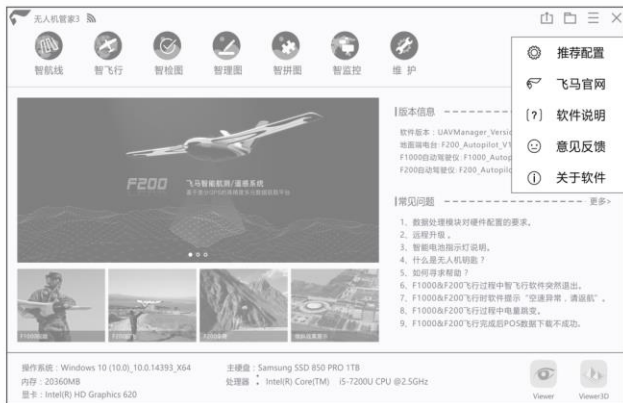 无人机管家3
智航线 智飞行 智检图 智理图 智拼图 智监控 维 护
推荐配置
飞马官网
软件说明
意见反馈
关于软件
F200
飞马智能航测/遥感系统
版本信息
软件版本：UAVManager_Versio
地面端电台：F200_Autopilot_V1
F1000自动驾驶仪：F1000_Autop
F200自动驾驶仪：F200_Autopilo
常见问题 更多>
1、数据处理模块对硬件配置的要求。
2、远程升级 。
3、智能电池指示灯说明。
4、什么是无人机钥匙 ？
5、如何寻求帮助 ？
6、F1000&F200飞行过程中智飞行软件突然退出。
7、F1000&F200飞行时软件提示“空速异常，请返航”。
8、F1000&F200飞行过程中电量跳变。
9、F1000&F200飞行完成后POS数据下载不成功。
操作系统：Windows 10 (10.0)_10.0.14393_X64
内存：20360MB
显卡：Intel(R) HD Graphics 620
主硬盘：Samsung SSD 850 PRO 1TB
处理器 ： Intel(R) Core(TM) i5-7200U CPU @2.5GHz
Viewer
Viewer3D